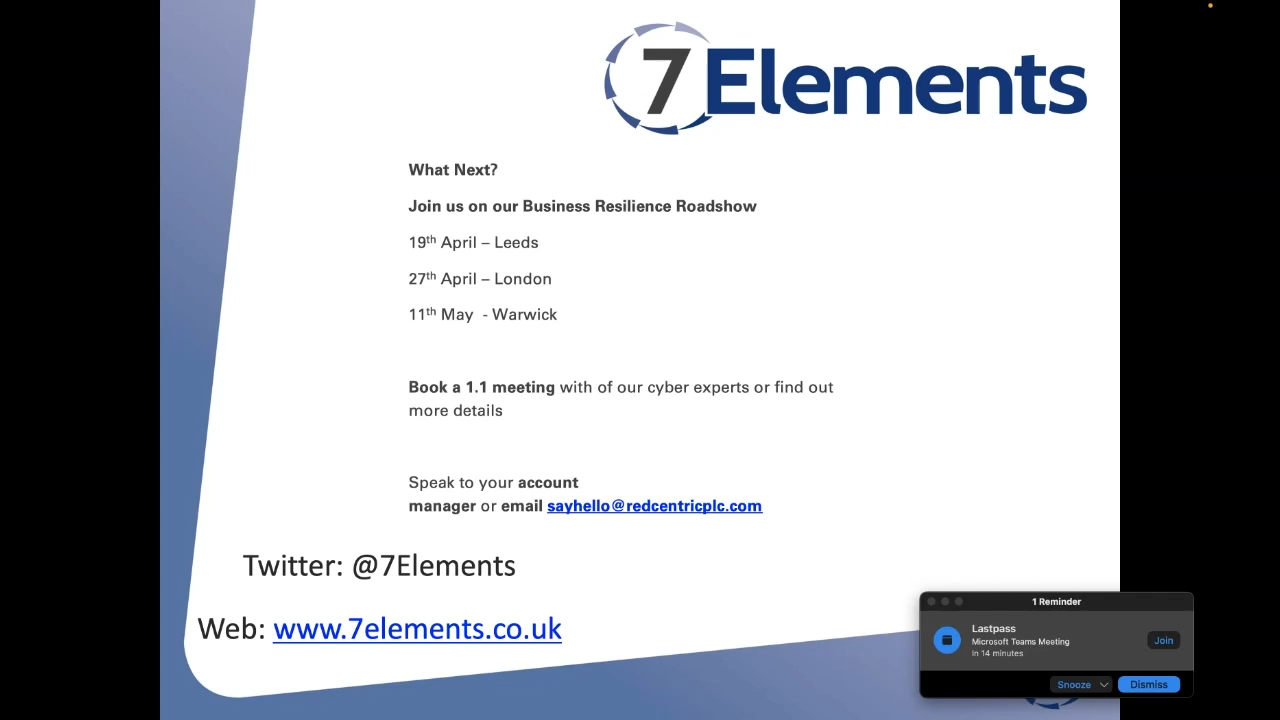 7Elements
What Next?
Join us on our Business Resilience Roadshow
19th April – Leeds
27th April – London
11th May - Warwick
Book a 1.1 meeting with of our cyber experts or find out
more details
Speak to your account
manager or email sayhello@redcentricplc.com
Twitter: @7Elements
Web: www.7elements.co.uk
1 Reminder
Lastpass
Microsoft Teams Meeting
In 14 minutes
Join
Snooze
Dismiss